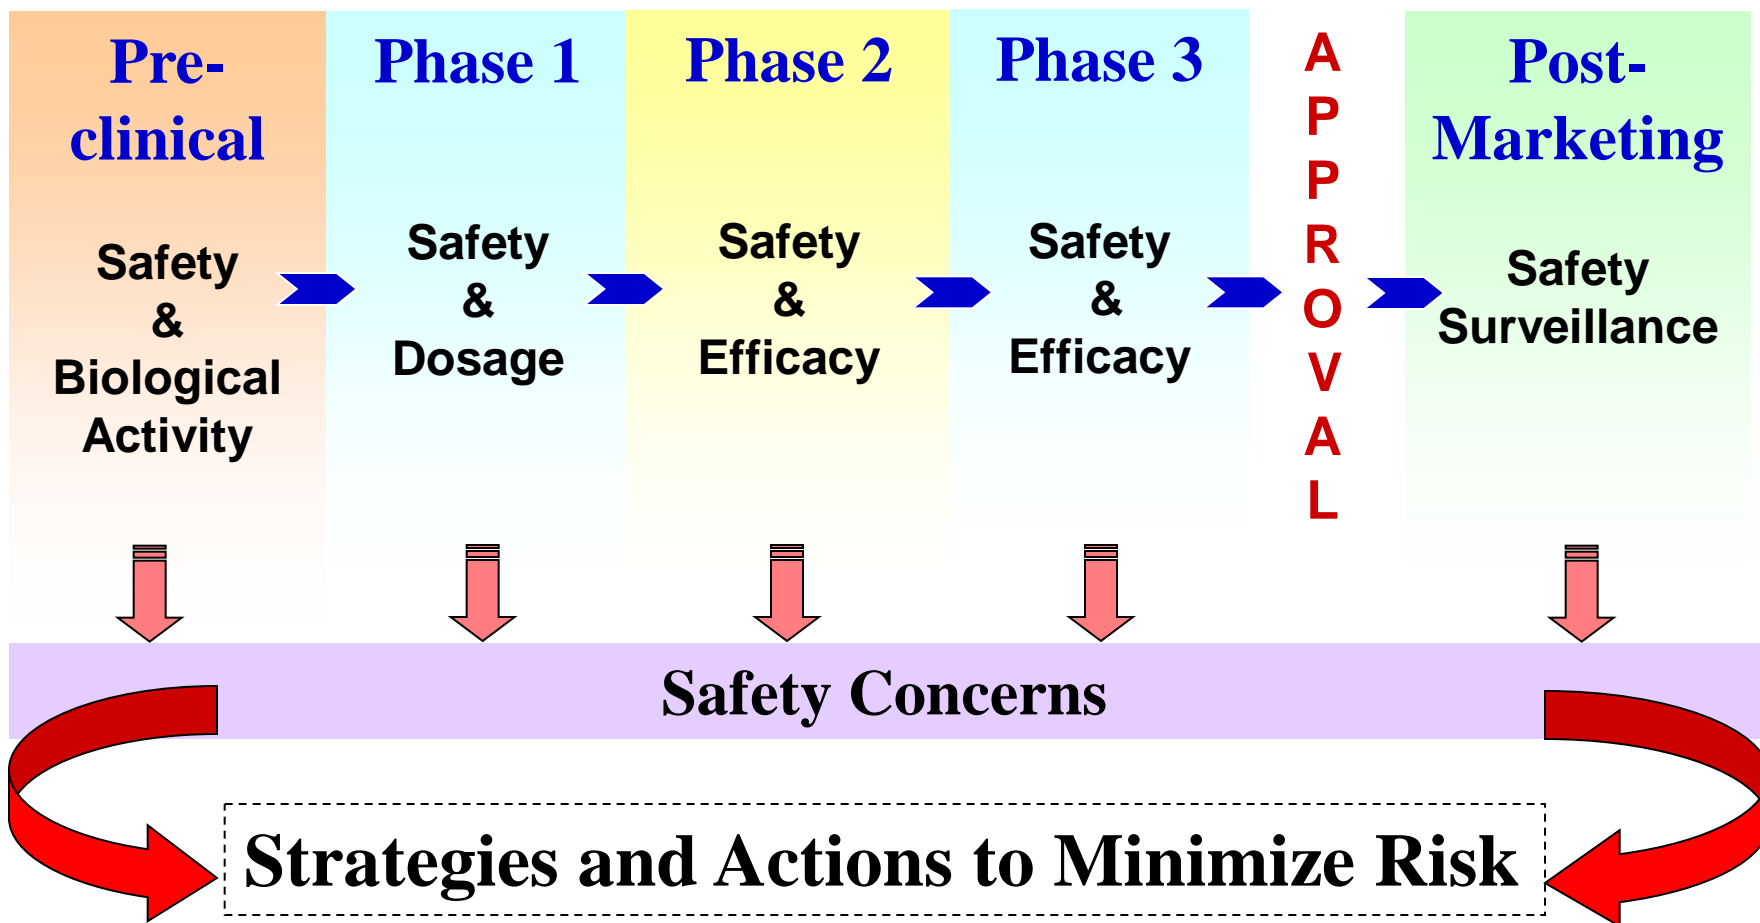 Pre-
clinical
Safety
&
Biological
Activity
Phase 1
Safety
&
Dosage
Phase 2
Safety
&
Efficacy
Phase 3
Safety
&
Efficacy
A
P
P
R
O
V
A
L
Post-
Marketing
Safety
Surveillance
Safety Concerns
Strategies and Actions to Minimize Risk